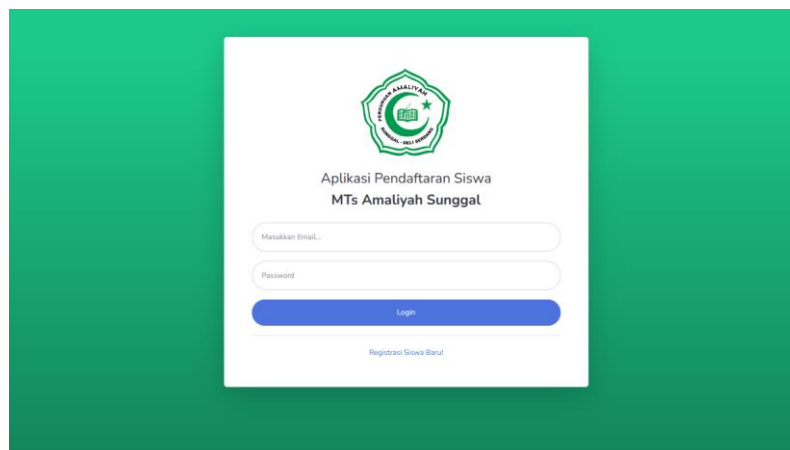 PERGURUAN AMALIYAH
SUNGGAL - DELI SERDANG
Aplikasi Pendaftaran Siswa
MTs Amaliyah Sunggal
Masukkan Email...
Password
Login
Registrasi Siswa Baru!